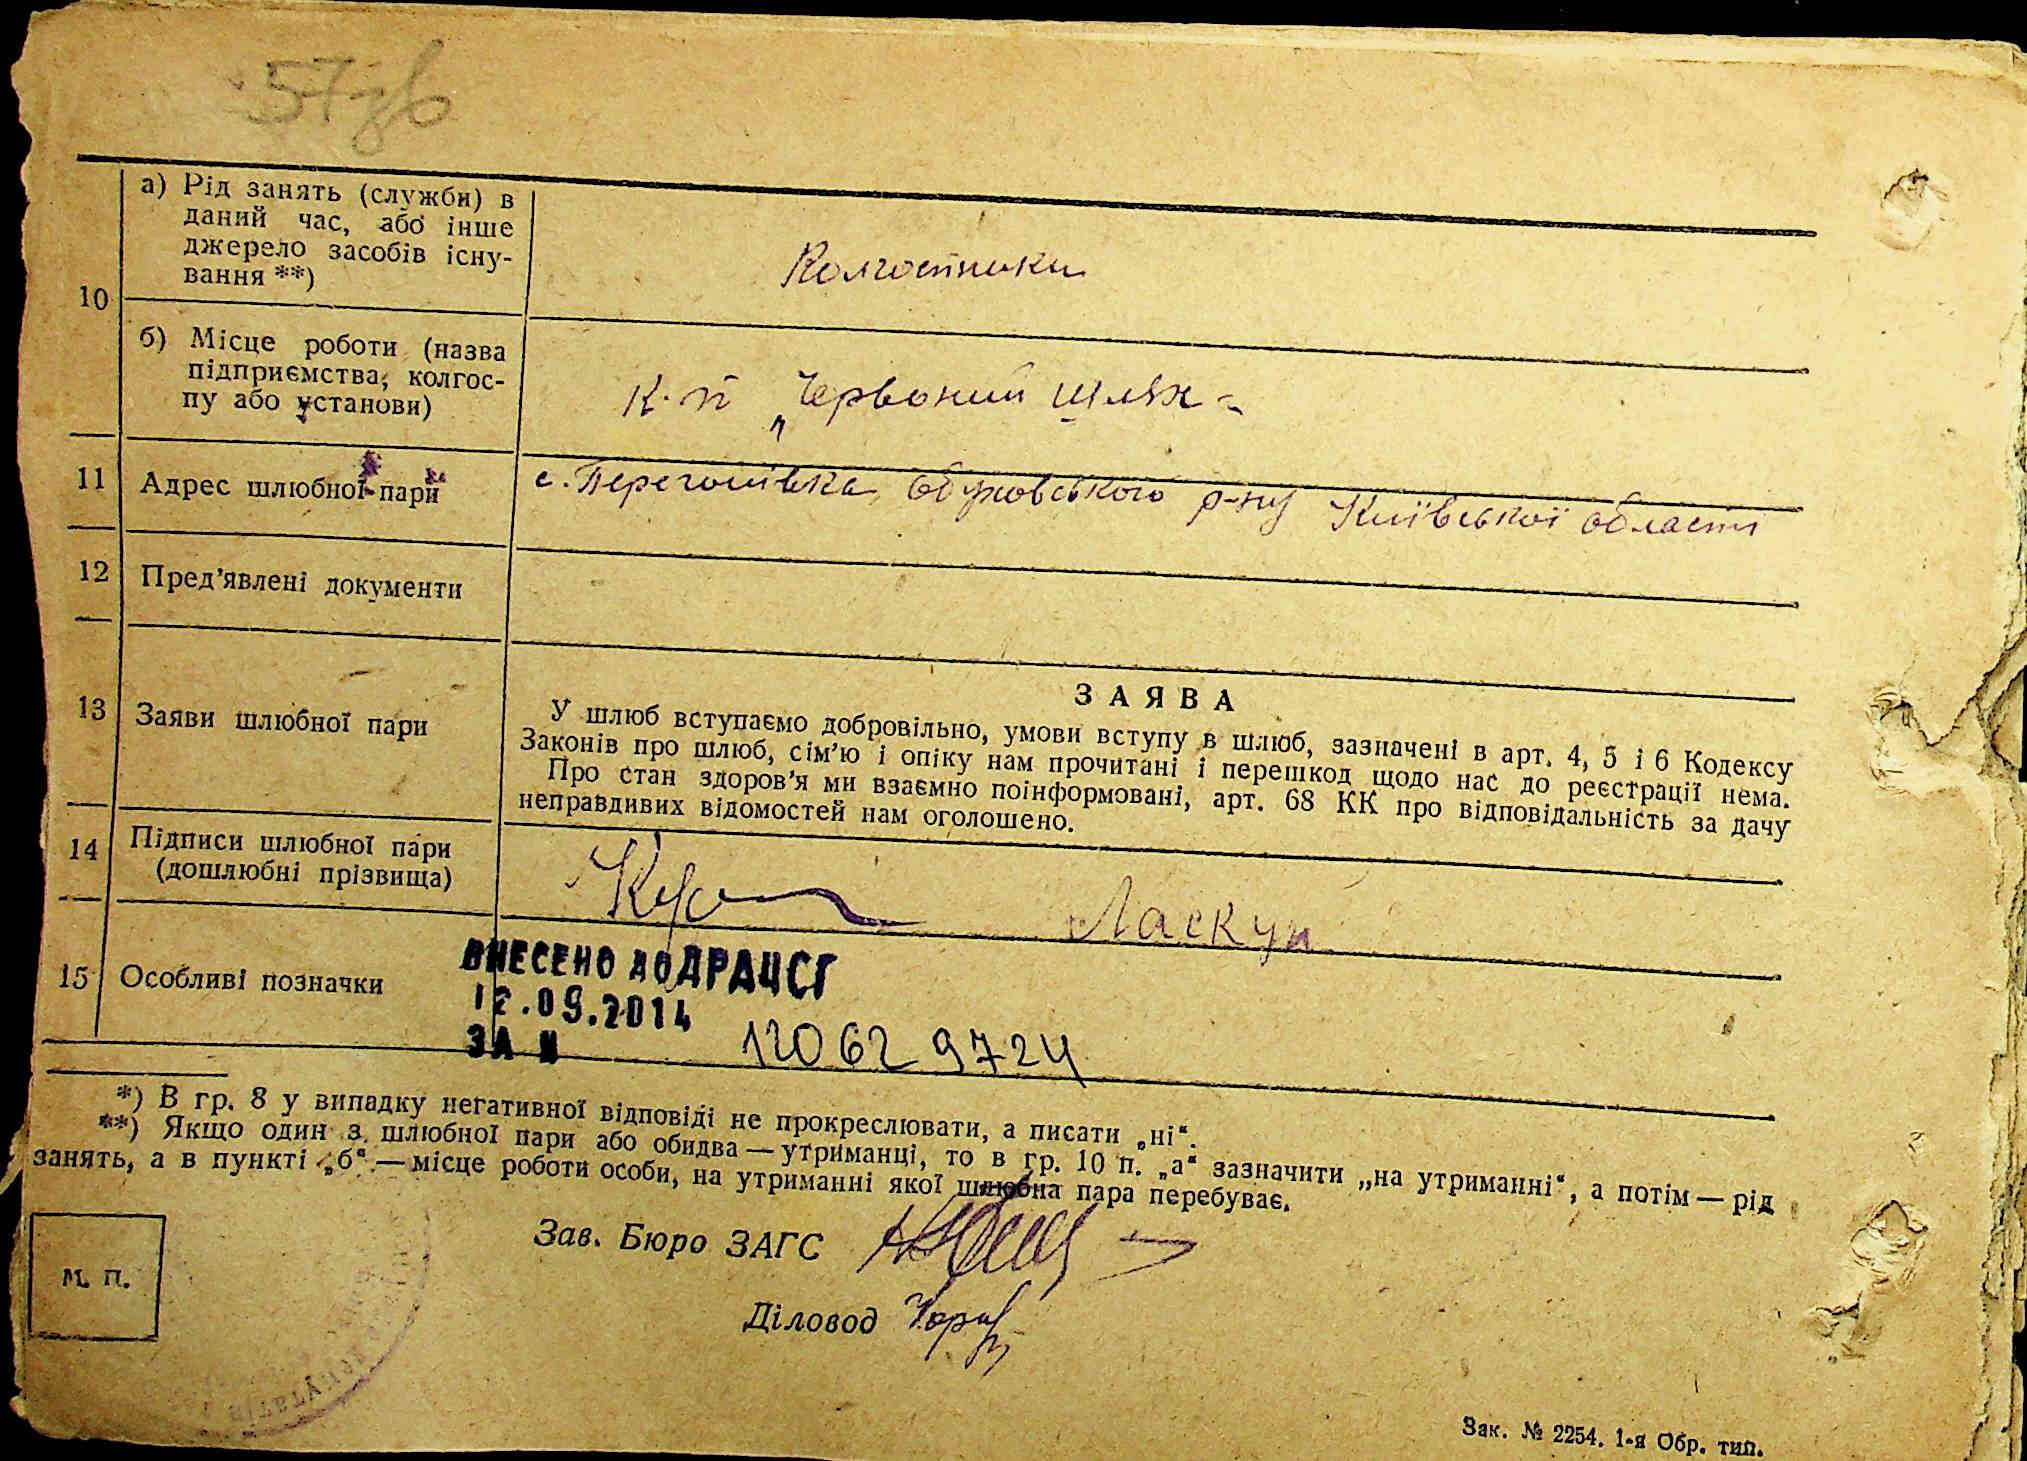 57зв
10
а) Рід занять (служби) в
даний час, або інше
джерело засобів існу-
вання **)
Колгоспники
б) Місце роботи (назва
підприємства, колгос-
пу або установи)
к-п „Червоний шлях"
11
Адрес шлюбної пари
с. Перегонівка, Обуховського р-ну Київської області
12
Пред’явлені документи
13
Заяви шлюбної пари
ЗАЯВА
У шлюб вступаємо добровільно, умови вступу в шлюб, зазначені в арт. 4, 5 і 6 Кодексу
Законів про шлюб, сім’ю і опіку нам прочитані і перешкод щодо нас до реєстрації нема.
Про стан здоров’я ми взаємно поінформовані, арт. 68 КК про відповідальність за дачу
неправдивих відомостей нам оголошено.
14
Підписи шлюбної пари
(дошлюбні прізвища)
Ласкун
15
Особливі позначки
ВНЕСЕНО ДО ДРАЦСГ
12.09.2014
ЗА N 12062 9724
*) В гр. 8 у випадку негативної відповіді не прокреслювати, а писати „ні“.
**) Якщо один з шлюбної пари або обидва — утриманці, то в гр. 10 п. „а“ зазначити „на утриманні“, а потім — рід
занять, а в пункті „б“ — місце роботи особи, на утриманні якої шлюбна пара перебуває.
Зав. Бюро ЗАГС
М. П.
Діловод
Зак. № 2254. 1-я Обр. тип.